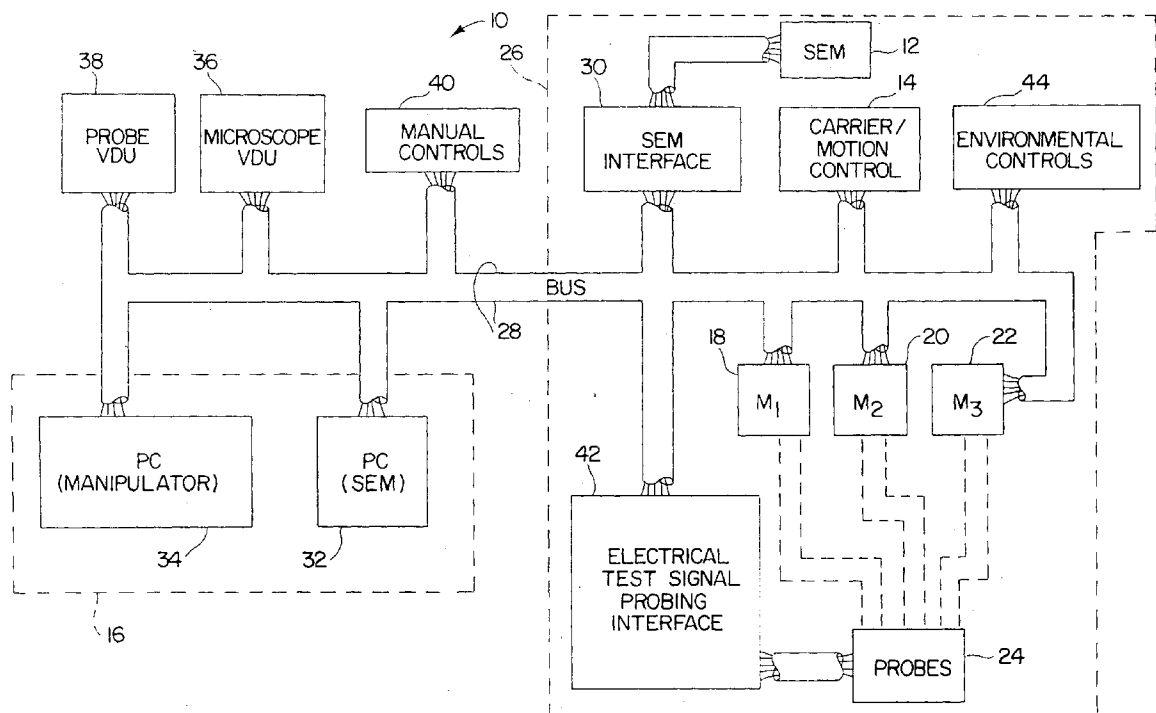 10
38
36
40
26
30
12
14
44
SEM
PROBE
VDU
MICROSCOPE
VDU
MANUAL
CONTROLS
SEM
INTERFACE
CARRIER/
MOTION
CONTROL
ENVIRONMENTAL
CONTROLS
BUS
28
18
20
22
M1
M2
M3
PC
(MANIPULATOR)
PC
(SEM)
34
32
16
42
ELECTRICAL
TEST SIGNAL
PROBING
INTERFACE
PROBES
24